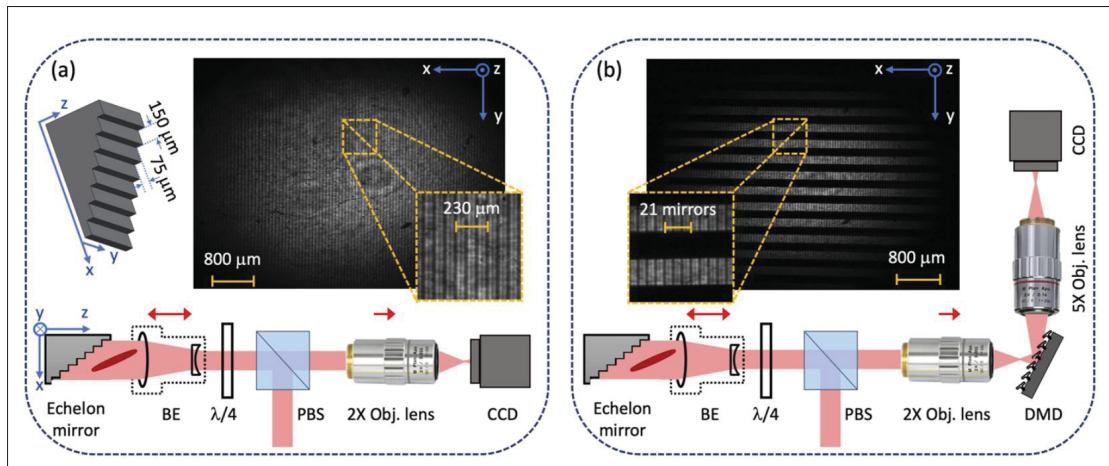 (a)
z
150 μm
75 μm
x
y
x
z
y
230 μm
800 μm
y
z
x
Echelon
mirror
BE
λ/4
PBS
2X Obj. lens
CCD
(b)
x
z
y
21 mirrors
800 μm
Echelon
mirror
BE
λ/4
PBS
2X Obj. lens
DMD
5X Obj. lens
CCD